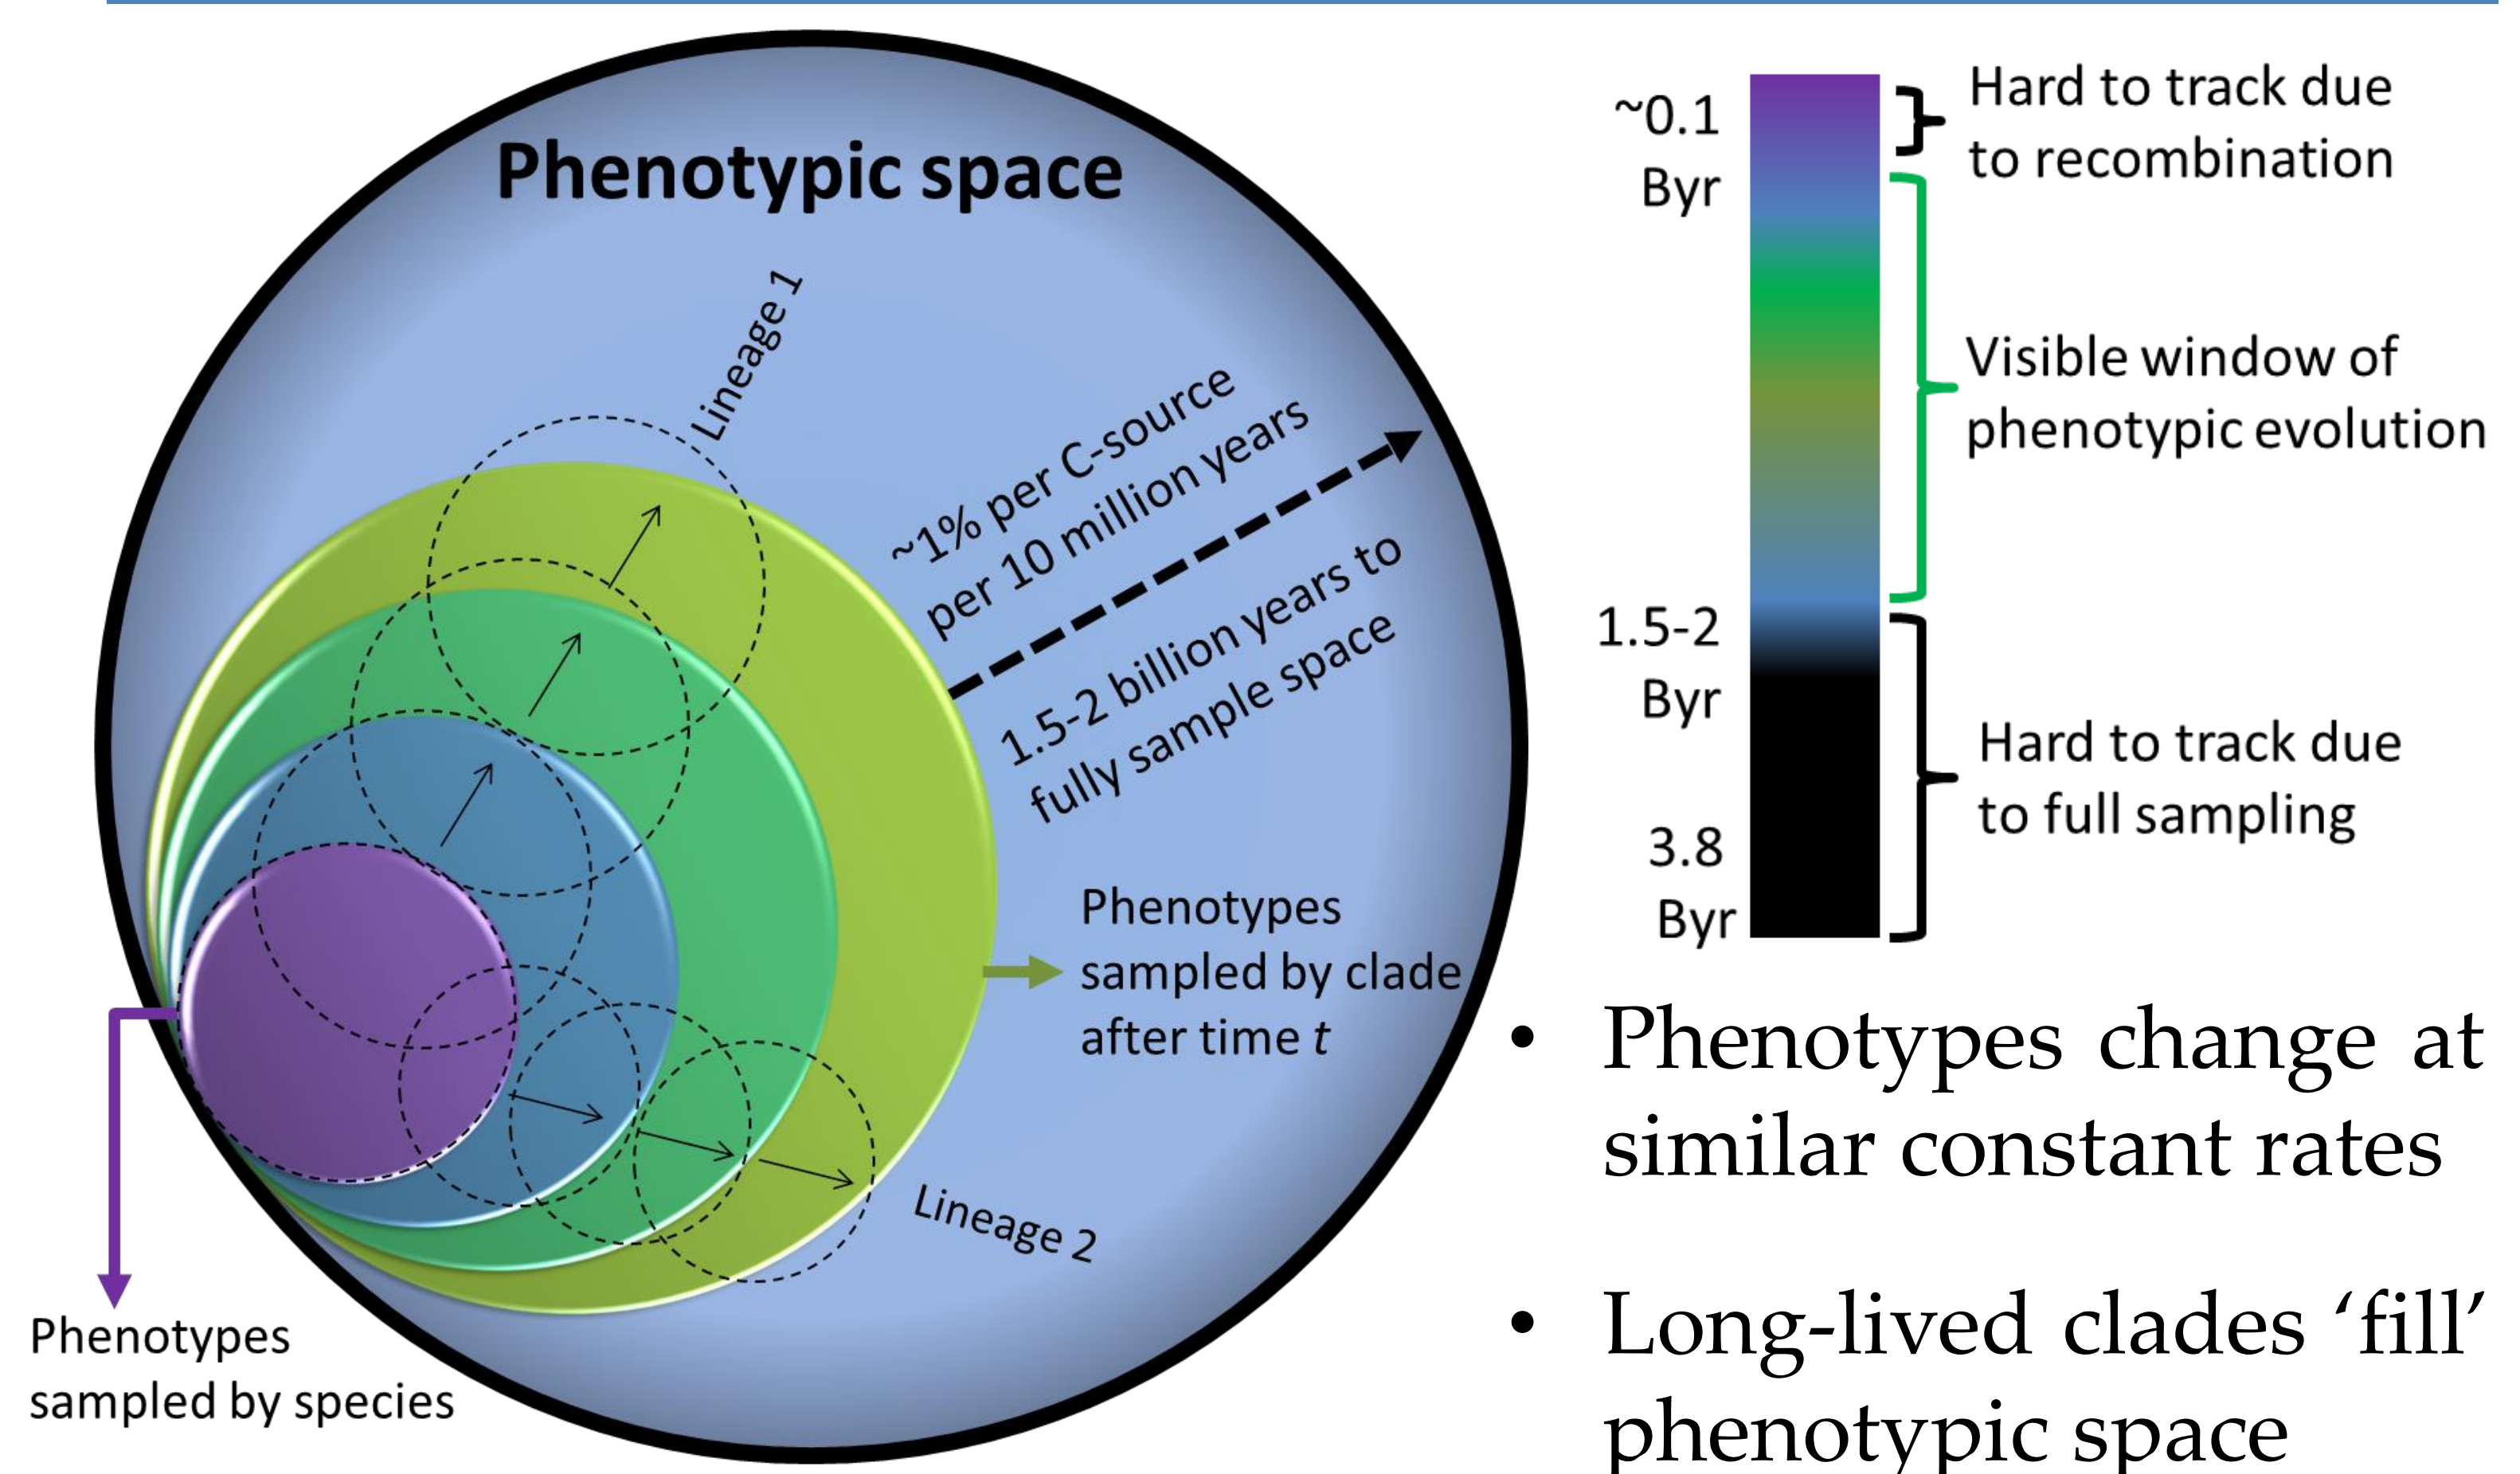 Phenotypic space
Lineage 1
~1% per C-source
per 10 million years
1.5-2 billion years to
fully sample space
Phenotypes
sampled by clade
after time t
Lineage 2
Phenotypes
sampled by species
~0.1
Byr
1.5-2
Byr
3.8
Byr
Hard to track due
to recombination
Visible window of
phenotypic evolution
Hard to track due
to full sampling
• Phenotypes change at
similar constant rates
• Long-lived clades ‘fill’
phenotypic space